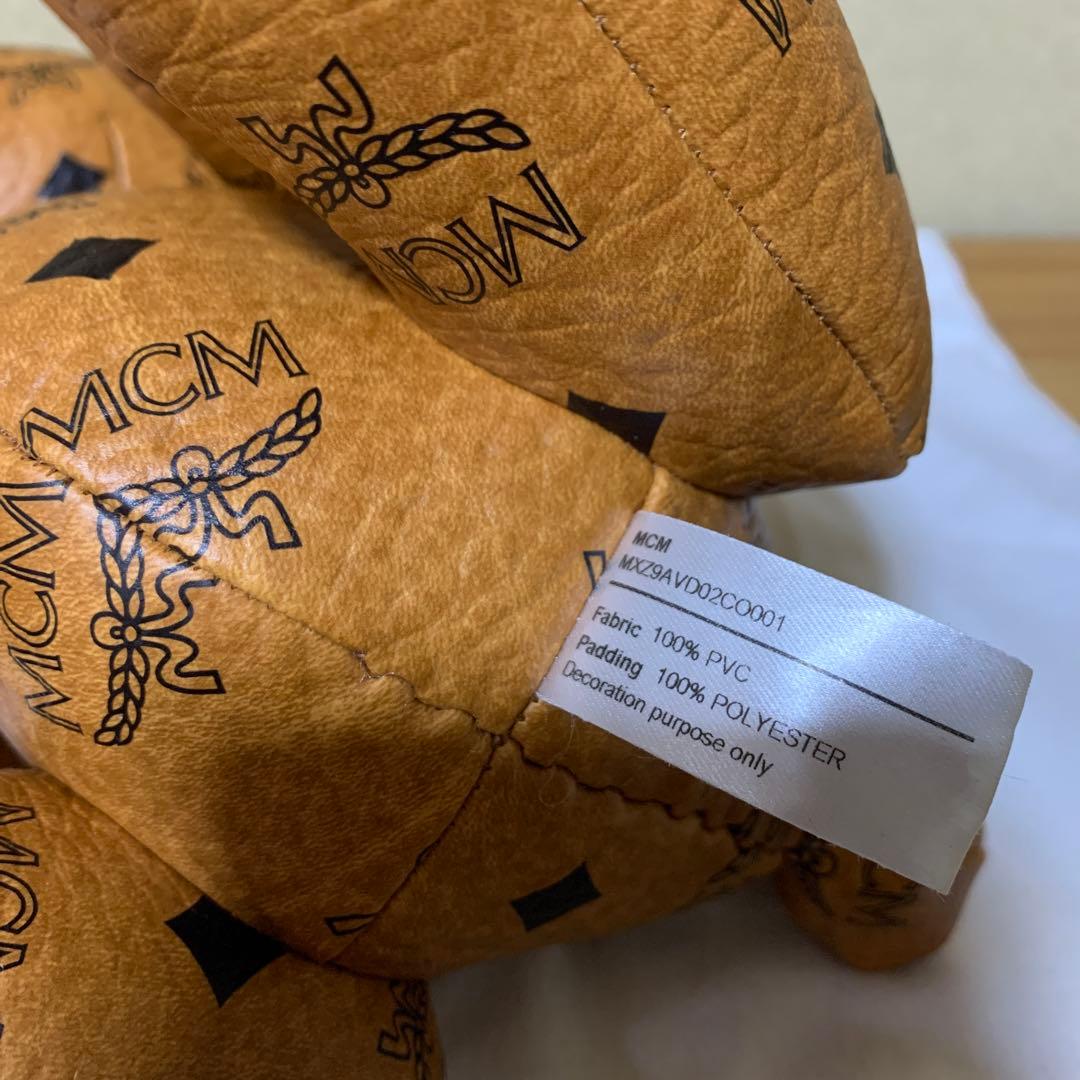 MCM
MCM
MCM
MCM
MXZ9AVD02CO001
Fabric 100% PVC
Padding 100% POLYESTER
Decoration purpose only